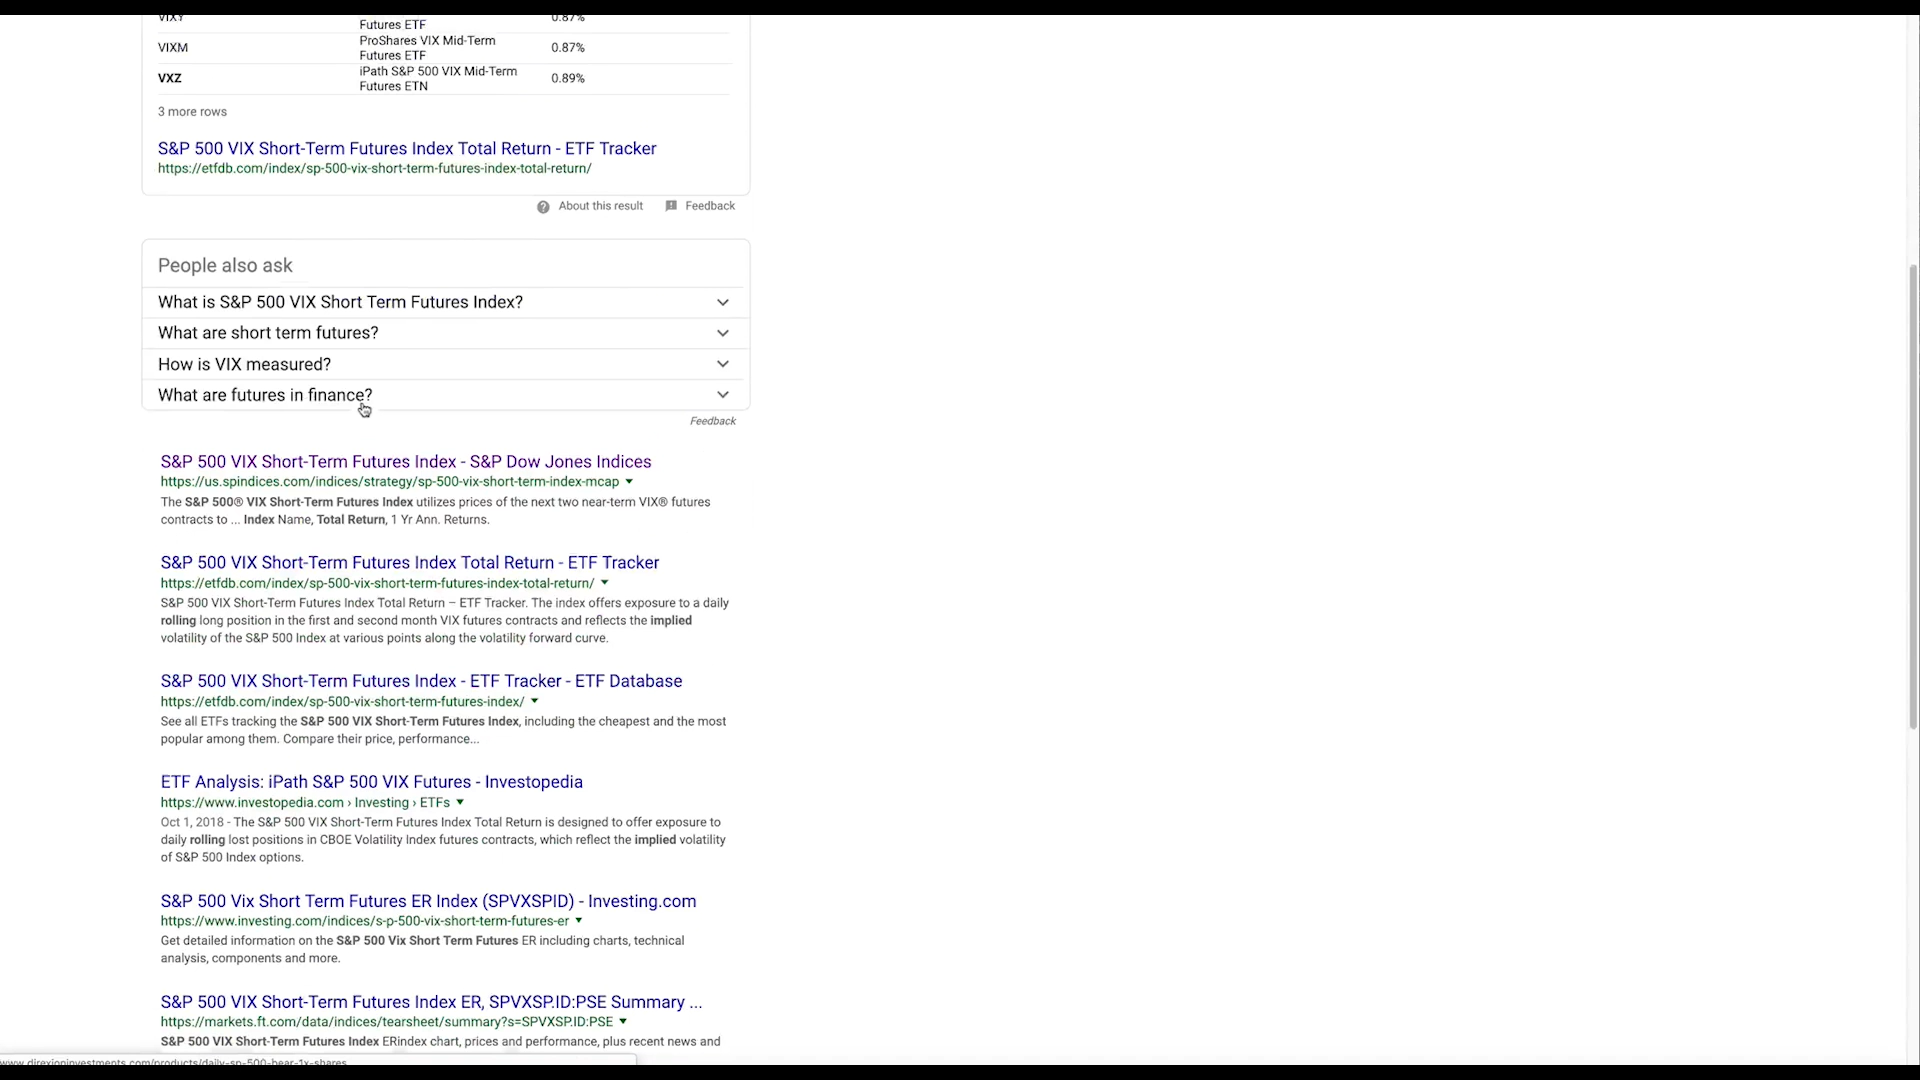 VIXY
Futures ETF
0.87%
VIXM
ProShares VIX Mid-Term
Futures ETF
0.87%
VXZ
iPath S&P 500 VIX Mid-Term
Futures ETN
0.89%
3 more rows
S&P 500 VIX Short-Term Futures Index Total Return - ETF Tracker
https://etfdb.com/index/sp-500-vix-short-term-futures-index-total-return/
About this result Feedback
People also ask
What is S&P 500 VIX Short Term Futures Index?
What are short term futures?
How is VIX measured?
What are futures in finance?
Feedback
S&P 500 VIX Short-Term Futures Index - S&P Dow Jones Indices
https://us.spindices.com/indices/strategy/sp-500-vix-short-term-index-mcap
The S&P 500® VIX Short-Term Futures Index utilizes prices of the next two near-term VIX® futures
contracts to ... Index Name, Total Return, 1 Yr Ann. Returns.
S&P 500 VIX Short-Term Futures Index Total Return - ETF Tracker
https://etfdb.com/index/sp-500-vix-short-term-futures-index-total-return/
S&P 500 VIX Short-Term Futures Index Total Return – ETF Tracker. The index offers exposure to a daily
rolling long position in the first and second month VIX futures contracts and reflects the implied
volatility of the S&P 500 Index at various points along the volatility forward curve.
S&P 500 VIX Short-Term Futures Index - ETF Tracker - ETF Database
https://etfdb.com/index/sp-500-vix-short-term-futures-index/
See all ETFs tracking the S&P 500 VIX Short-Term Futures Index, including the cheapest and the most
popular among them. Compare their price, performance...
ETF Analysis: iPath S&P 500 VIX Futures - Investopedia
https://www.investopedia.com › Investing › ETFs
Oct 1, 2018 - The S&P 500 VIX Short-Term Futures Index Total Return is designed to offer exposure to
daily rolling lost positions in CBOE Volatility Index futures contracts, which reflect the implied volatility
of S&P 500 Index options.
S&P 500 Vix Short Term Futures ER Index (SPVXSPID) - Investing.com
https://www.investing.com/indices/s-p-500-vix-short-term-futures-er
Get detailed information on the S&P 500 Vix Short Term Futures ER including charts, technical
analysis, components and more.
S&P 500 VIX Short-Term Futures Index ER, SPVXSP.ID:PSE Summary ...
https://markets.ft.com/data/indices/tearsheet/summary?s=SPVXSP.ID:PSE
S&P 500 VIX Short-Term Futures Index ERindex chart, prices and performance, plus recent news and
www.direxioninvestments.com/products/daily-sp-500-bear-1x-shares